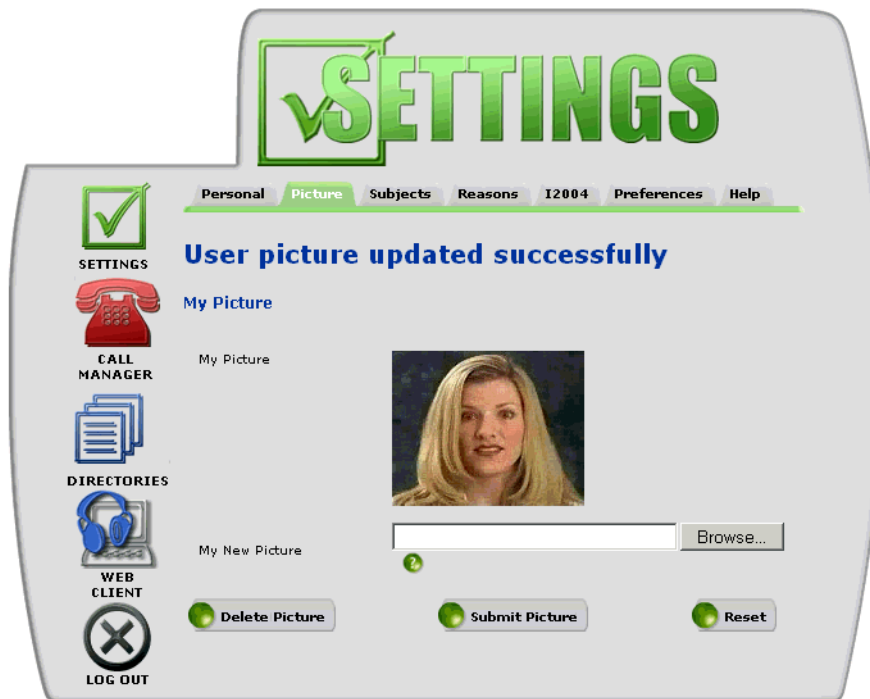 SETTINGS
Personal Picture Subjects Reasons I2004 Preferences Help
SETTINGS
User picture updated successfully
My Picture
CALL
MANAGER
My Picture
DIRECTORIES
My New Picture
Browse...
?
WEB
CLIENT
Delete Picture Submit Picture Reset
LOG OUT